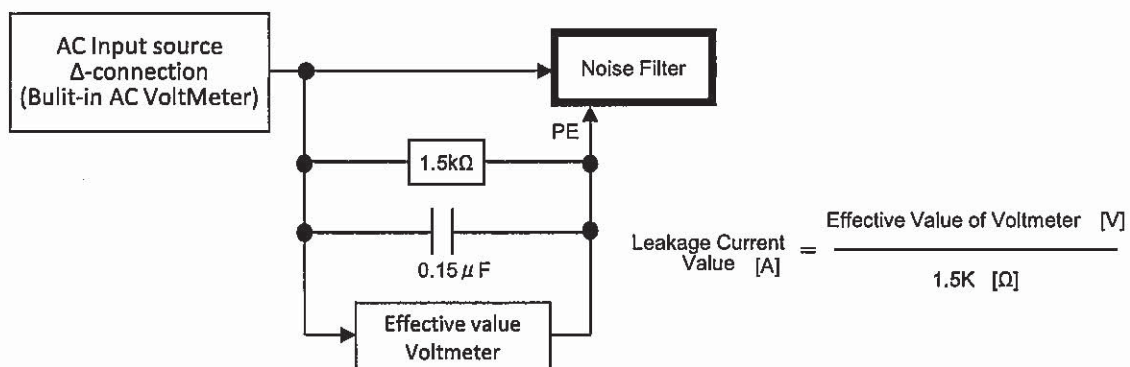 AC Input source
Δ-connection
(Bulit-in AC VoltMeter)
Noise Filter
PE
1.5kΩ
0.15μF
Effective value
Voltmeter
Leakage Current
Value [A]
=
Effective Value of Voltmeter [V]
1.5K [Ω]